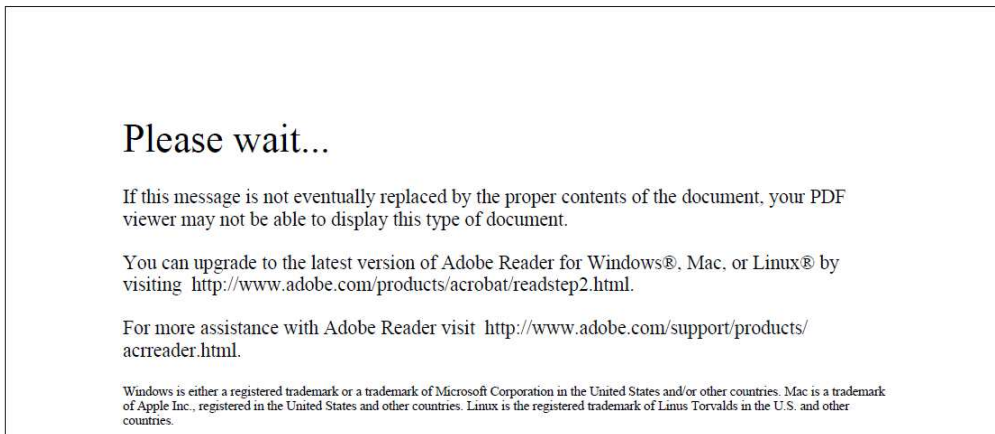 Please wait...
If this message is not eventually replaced by the proper contents of the document, your PDF
viewer may not be able to display this type of document.
You can upgrade to the latest version of Adobe Reader for Windows®, Mac, or Linux® by
visiting  http://www.adobe.com/products/acrobat/readstep2.html.
For more assistance with Adobe Reader visit  http://www.adobe.com/support/products/
acrreader.html.
Windows is either a registered trademark or a trademark of Microsoft Corporation in the United States and/or other countries. Mac is a trademark
of Apple Inc., registered in the United States and other countries. Linux is the registered trademark of Linus Torvalds in the U.S. and other
countries.